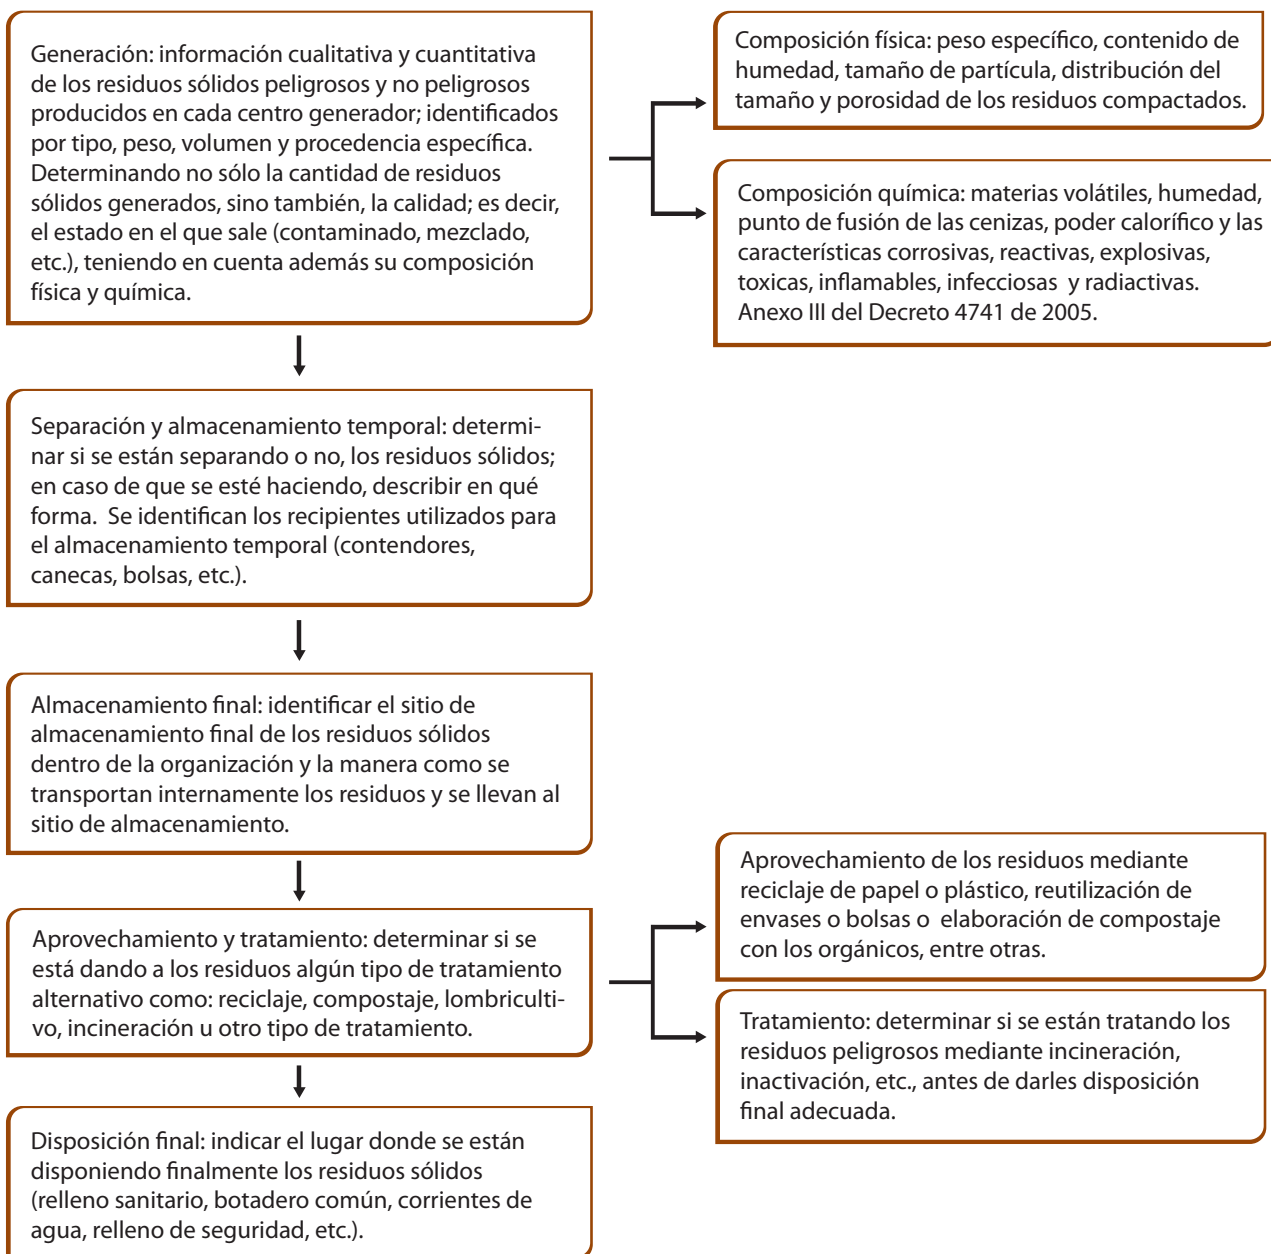 Generación: información cualitativa y cuantitativa
de los residuos sólidos peligrosos y no peligrosos
producidos en cada centro generador; identificados
por tipo, peso, volumen y procedencia específica.
Determinando no sólo la cantidad de residuos
sólidos generados, sino también, la calidad; es decir,
el estado en el que sale (contaminado, mezclado,
etc.), teniendo en cuenta además su composición
física y química.
Composición física: peso específico, contenido de
humedad, tamaño de partícula, distribución del
tamaño y porosidad de los residuos compactados.
Composición química: materias volátiles, humedad,
punto de fusión de las cenizas, poder calorífico y las
características corrosivas, reactivas, explosivas,
toxicas, inflamables, infecciosas y radiactivas.
Anexo III del Decreto 4741 de 2005.
Separación y almacenamiento temporal: determi-
nar si se están separando o no, los residuos sólidos;
en caso de que se esté haciendo, describir en qué
forma. Se identifican los recipientes utilizados para
el almacenamiento temporal (contendores,
canecas, bolsas, etc.).
Almacenamiento final: identificar el sitio de
almacenamiento final de los residuos sólidos
dentro de la organización y la manera como se
transportan internamente los residuos y se llevan al
sitio de almacenamiento.
Aprovechamiento y tratamiento: determinar si se
está dando a los residuos algún tipo de tratamiento
alternativo como: reciclaje, compostaje, lombriculti-
vo, incineración u otro tipo de tratamiento.
Aprovechamiento de los residuos mediante
reciclaje de papel o plástico, reutilización de
envases o bolsas o elaboración de compostaje
con los orgánicos, entre otras.
Tratamiento: determinar si se están tratando los
residuos peligrosos mediante incineración,
inactivación, etc., antes de darles disposición
final adecuada.
Disposición final: indicar el lugar donde se están
disponiendo finalmente los residuos sólidos
(relleno sanitario, botadero común, corrientes de
agua, relleno de seguridad, etc.).